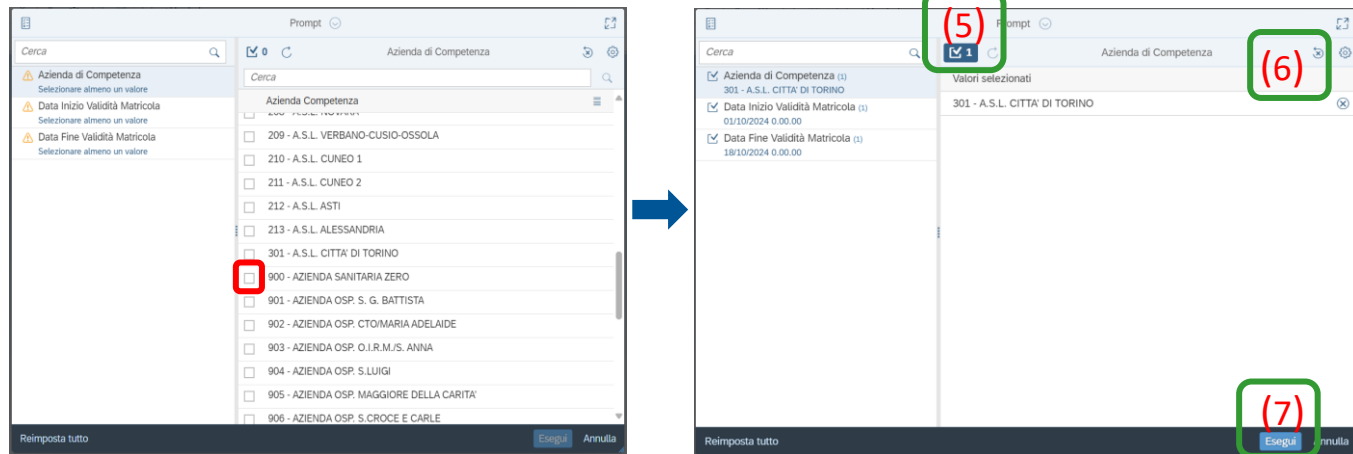 Prompt
Cerca
0
Azienda di Competenza
Azienda di Competenza
Selezionare almeno un valore
Data Inizio Validità Matricola
Selezionare almeno un valore
Data Fine Validità Matricola
Selezionare almeno un valore
Cerca
Azienda Competenza
208 - A.S.L. NOVARA
209 - A.S.L. VERBANO-CUSIO-OSSOLA
210 - A.S.L. CUNEO 1
211 - A.S.L. CUNEO 2
212 - A.S.L. ASTI
213 - A.S.L. ALESSANDRIA
301 - A.S.L. CITTA' DI TORINO
900 - AZIENDA SANITARIA ZERO
901 - AZIENDA OSP. S. G. BATTISTA
902 - AZIENDA OSP. CTO/MARIA ADELAIDE
903 - AZIENDA OSP. O.I.R.M./S. ANNA
904 - AZIENDA OSP. S.LUIGI
905 - AZIENDA OSP. MAGGIORE DELLA CARITA'
906 - AZIENDA OSP. S.CROCE E CARLE
Reimposta tutto
Esegui Annulla
(5)
Prompt
Cerca
1
Azienda di Competenza
(6)
Azienda di Competenza (1)
301 - A.S.L. CITTA' DI TORINO
Data Inizio Validità Matricola (1)
01/10/2024 0.00.00
Data Fine Validità Matricola (1)
18/10/2024 0.00.00
Valori selezionati
301 - A.S.L. CITTA' DI TORINO
(7)
Reimposta tutto
Esegui Annulla